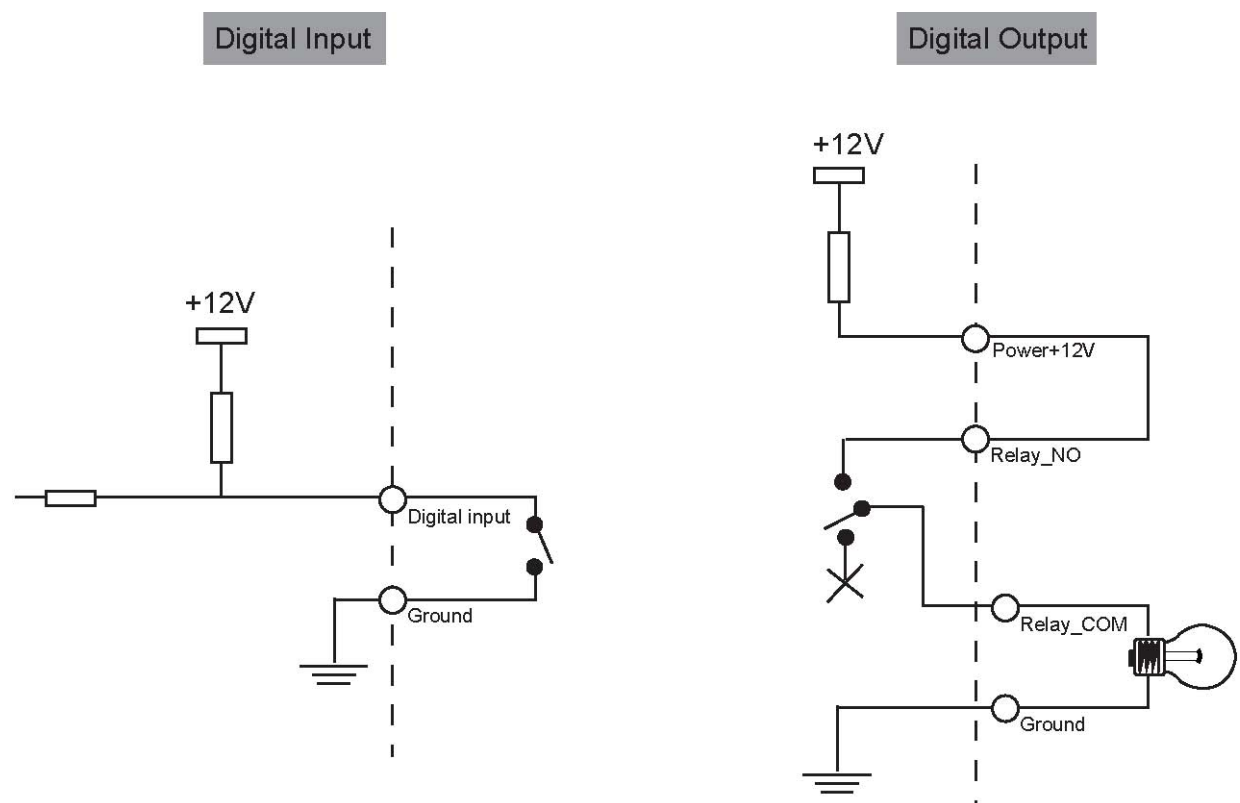 Digital Input
+12V
Digital input
Ground
Digital Output
+12V
Power+12V
Relay_NO
Relay_COM
Ground